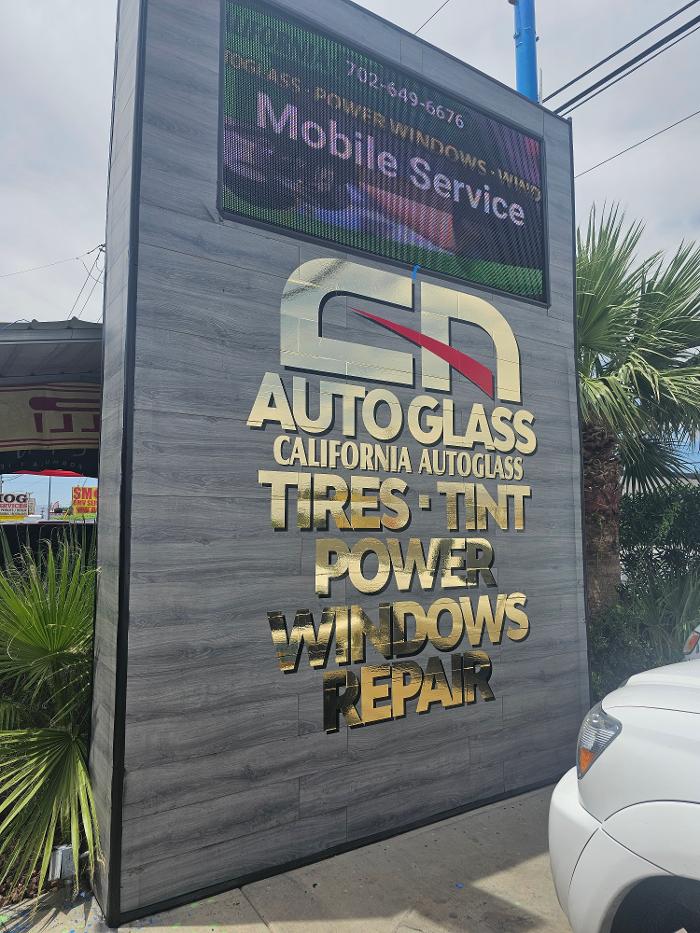 702-649-6676
POWER WINDOWS
Mobile Service
CA
AUTO GLASS
CALIFORNIA AUTOGLASS
TIRES · TINT
POWER
WINDOWS
REPAIR